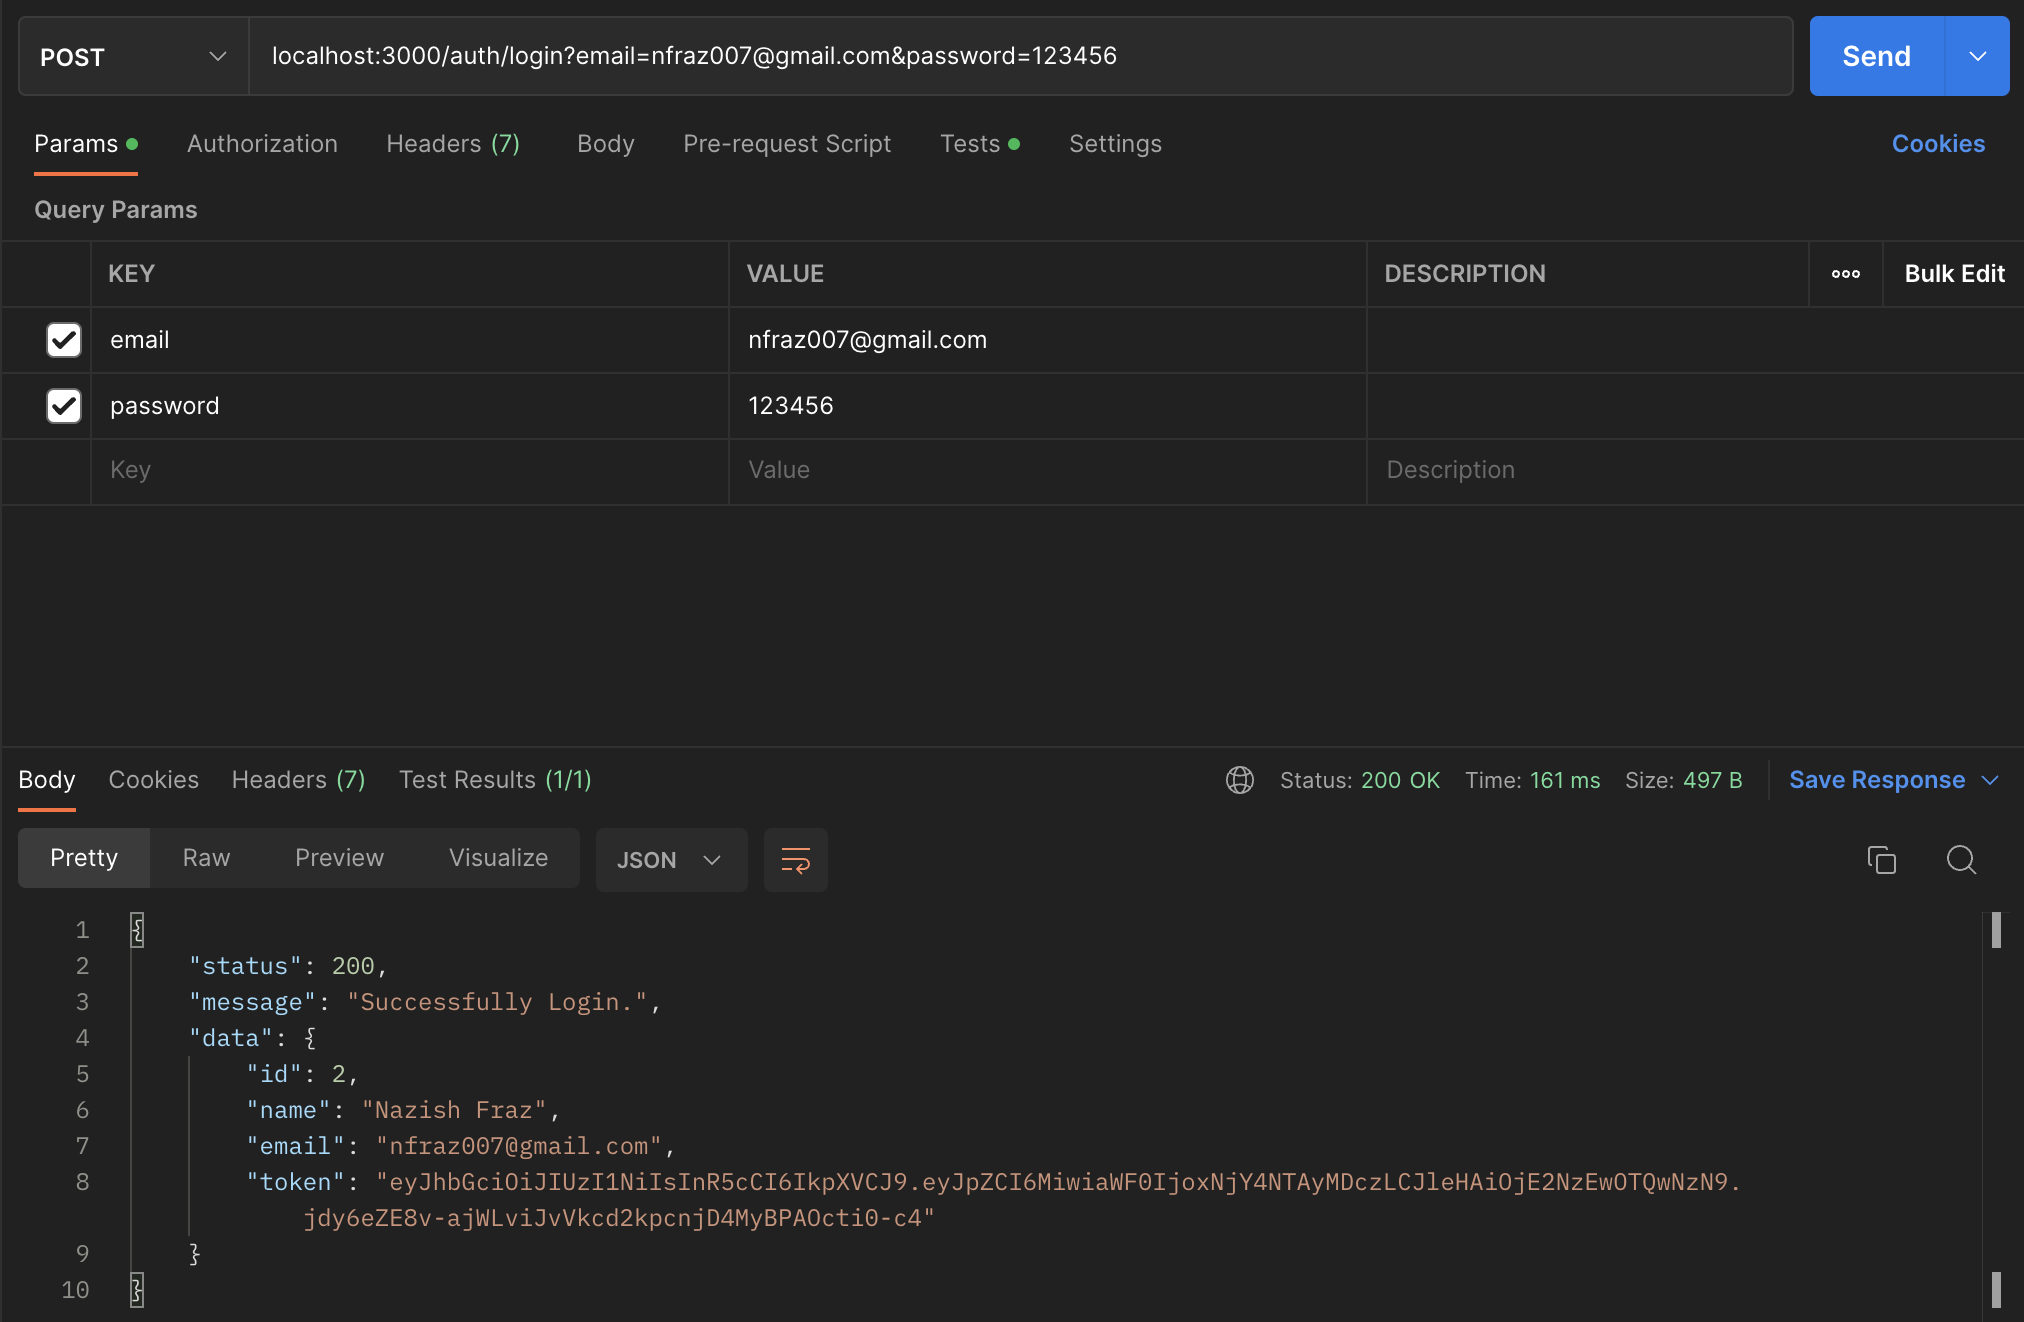 POST localhost:3000/auth/login?email=nfraz007@gmail.com&password=123456 Send
Params Authorization Headers (7) Body Pre-request Script Tests Settings Cookies
Query Params
KEY VALUE DESCRIPTION Bulk Edit
email nfraz007@gmail.com
password 123456
Key Value Description
Body Cookies Headers (7) Test Results (1/1) Status: 200 OK Time: 161 ms Size: 497 B Save Response
Pretty Raw Preview Visualize JSON
1 {
2 "status": 200,
3 "message": "Successfully Login.",
4 "data": {
5 "id": 2,
6 "name": "Nazish Fraz",
7 "email": "nfraz007@gmail.com",
8 "token": "eyJhbGciOiJIUzI1NiIsInR5cCI6IkpXVCJ9.eyJpZCI6MiwiaWF0IjoxNjY4NTAyMDczLCJleHAiOjE2NzEwOTQwNzN9.
jdy6eZE8v-ajWLviJvVkcd2kpcnjD4MyBPAOcti0-c4"
9 }
10 }